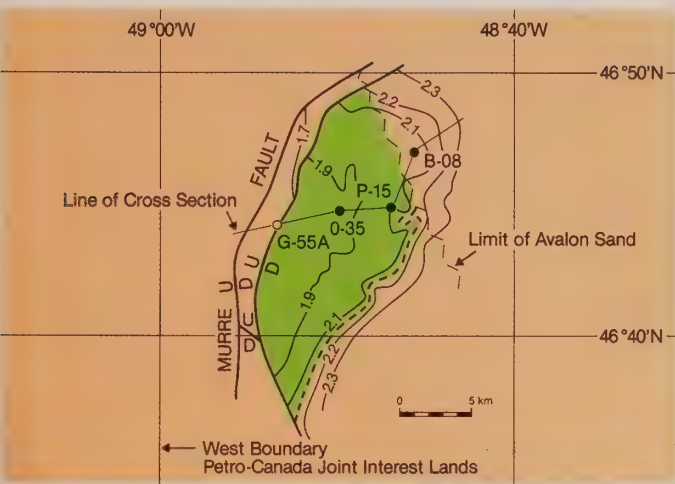 49°00'W
48°40'W
46°50'N
2.3
2.2
2.1
1.7
FAULT
1.9
B-08
P-15
Line of Cross Section
0-35
G-55A
Limit of Avalon Sand
U
D
U
D
U
D
1.9
MURRE
2.1
46°40'N
2.2
2.3
0 5 km
West Boundary
Petro-Canada Joint Interest Lands